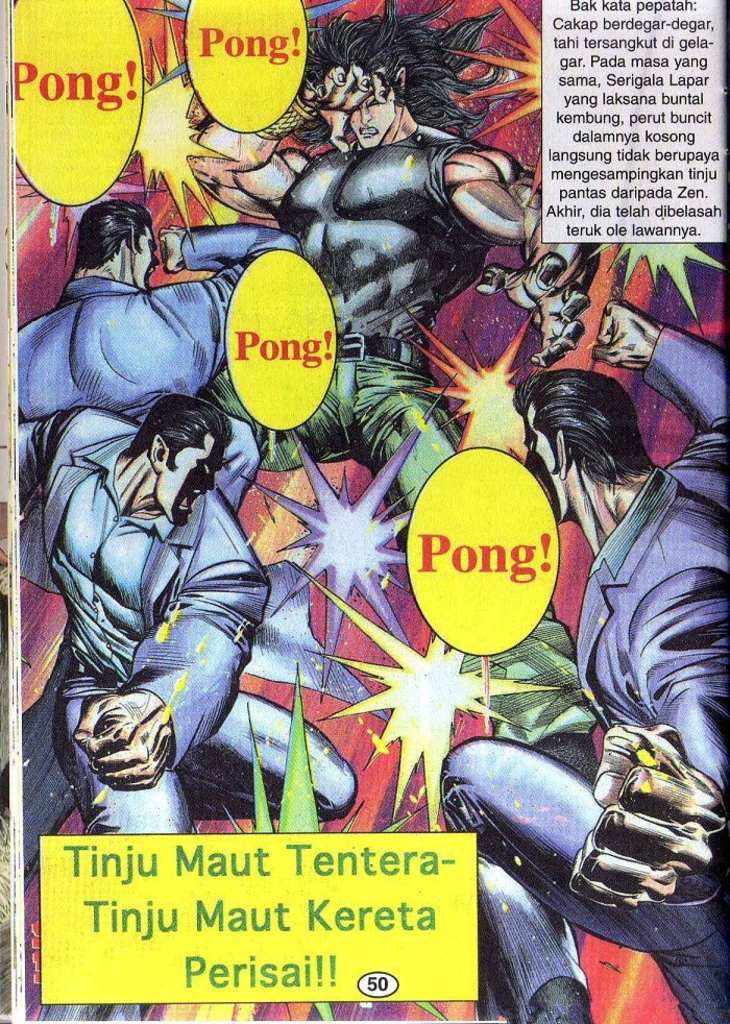 Pong!
Pong!
Bak kata pepatah:
Cakap berdegar-degar,
tahi tersangkut di gela-
gar. Pada masa yang
sama, Serigala Lapar
yang laksana buntal
kembung, perut buncit
dalamnya kosong
langsung tidak berupaya
mengesampingkan tinju
pantas daripada Zen.
Akhir, dia telah dibelasah
teruk ole lawannya.
Pong!
Pong!
Tinju Maut Tentera-
Tinju Maut Kereta
Perisai!!
50